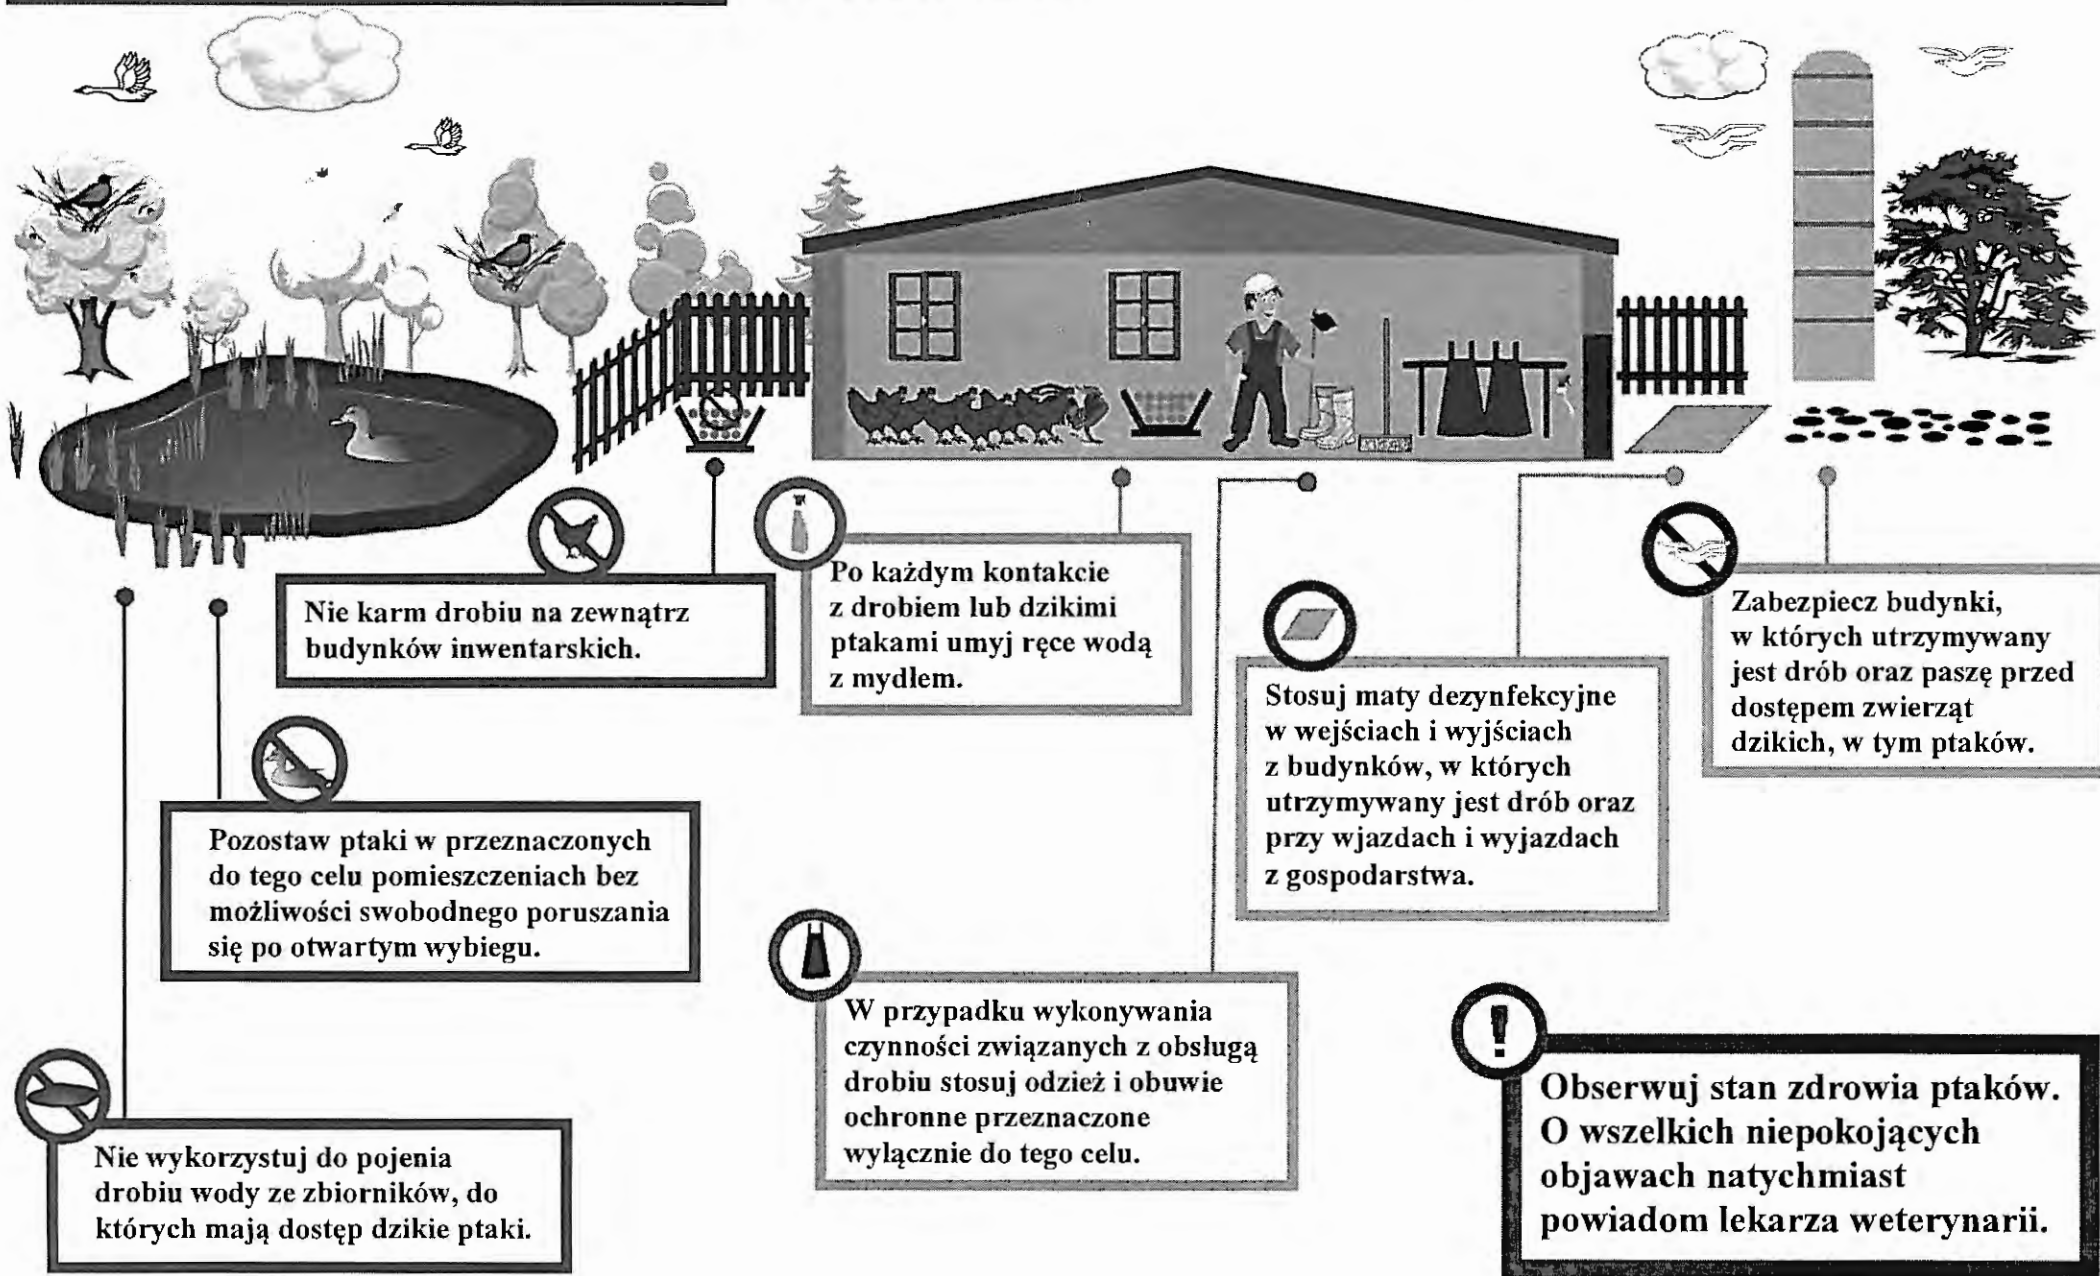 Nie karm drobiu na zewnątrz
budynków inwentarskich.
Po każdym kontakcie
z drobiem lub dzikimi
ptakami umyj ręce wodą
z mydłem.
Zabezpiecz budynki,
w których utrzymywany
jest drób oraz paszę przed
dostępem zwierząt
dzikich, w tym ptaków.
Stosuj maty dezynfekcyjne
w wejściach i wyjściach
z budynków, w których
utrzymywany jest drób oraz
przy wjazdach i wyjazdach
z gospodarstwa.
Pozostaw ptaki w przeznaczonych
do tego celu pomieszczeniach bez
możliwości swobodnego poruszania
się po otwartym wybiegu.
W przypadku wykonywania
czynności związanych z obsługą
drobiu stosuj odzież i obuwie
ochronne przeznaczone
wyłącznie do tego celu.
Nie wykorzystuj do pojenia
drobiu wody ze zbiorników, do
których mają dostęp dzikie ptaki.
!
Obserwuj stan zdrowia ptaków.
O wszelkich niepokojących
objawach natychmiast
powiadom lekarza weterynarii.